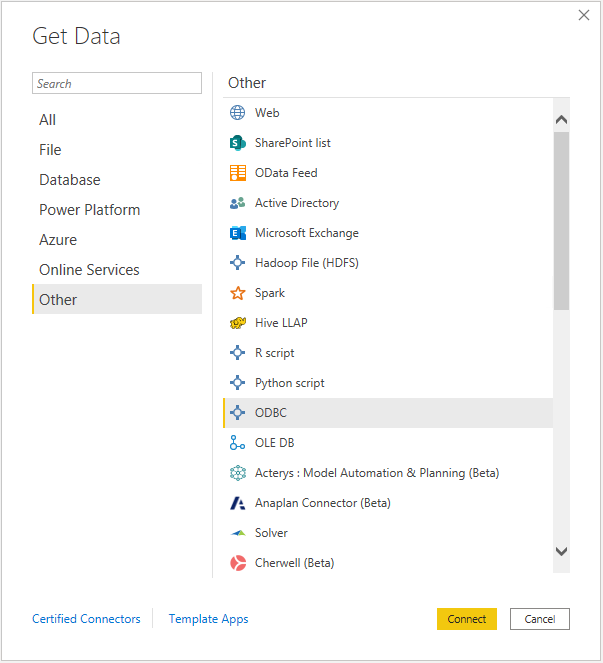 Get Data
Search
All
File
Database
Power Platform
Azure
Online Services
Other
Other
Web
SharePoint list
OData Feed
Active Directory
Microsoft Exchange
Hadoop File (HDFS)
Spark
Hive LLAP
R script
Python script
ODBC
OLE DB
Acterys : Model Automation & Planning (Beta)
Anaplan Connector (Beta)
Solver
Cherwell (Beta)
Certified Connectors
Template Apps
Connect
Cancel